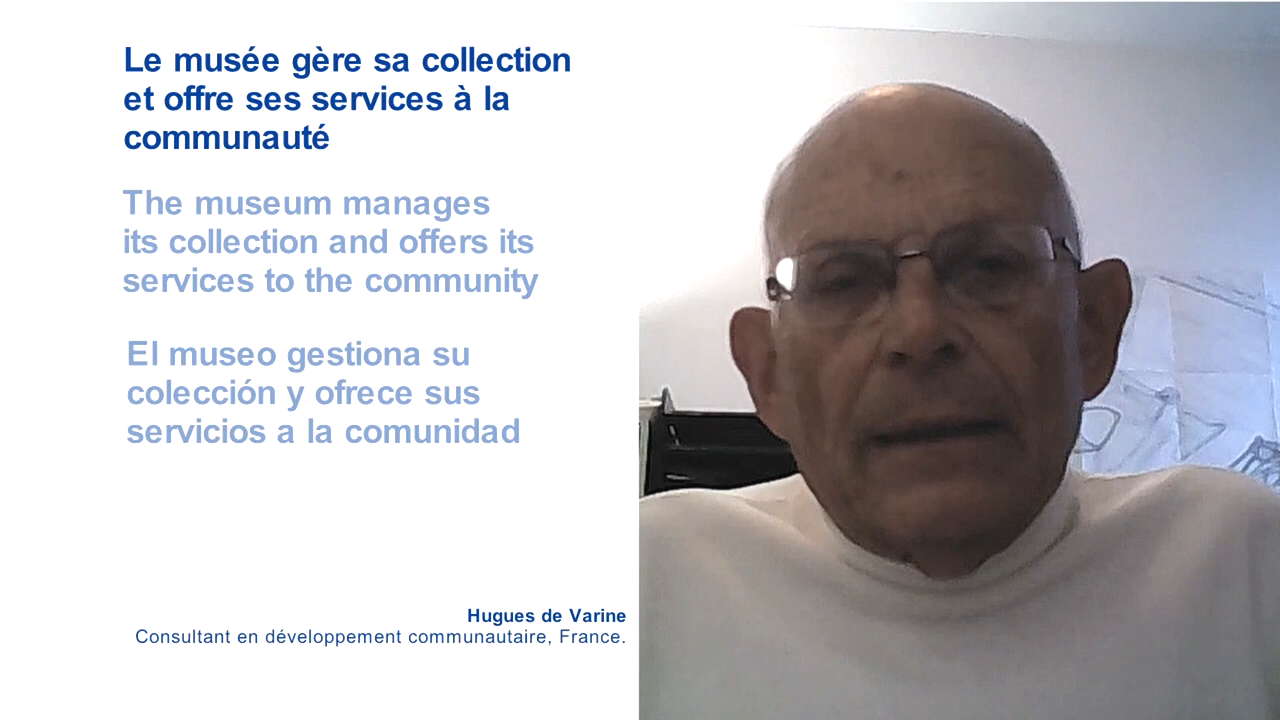 Le musée gère sa collection
et offre ses services à la
communauté
The museum manages
its collection and offers its
services to the community
El museo gestiona su
colección y ofrece sus
servicios a la comunidad
Hugues de Varine
Consultant en développement communautaire, France.